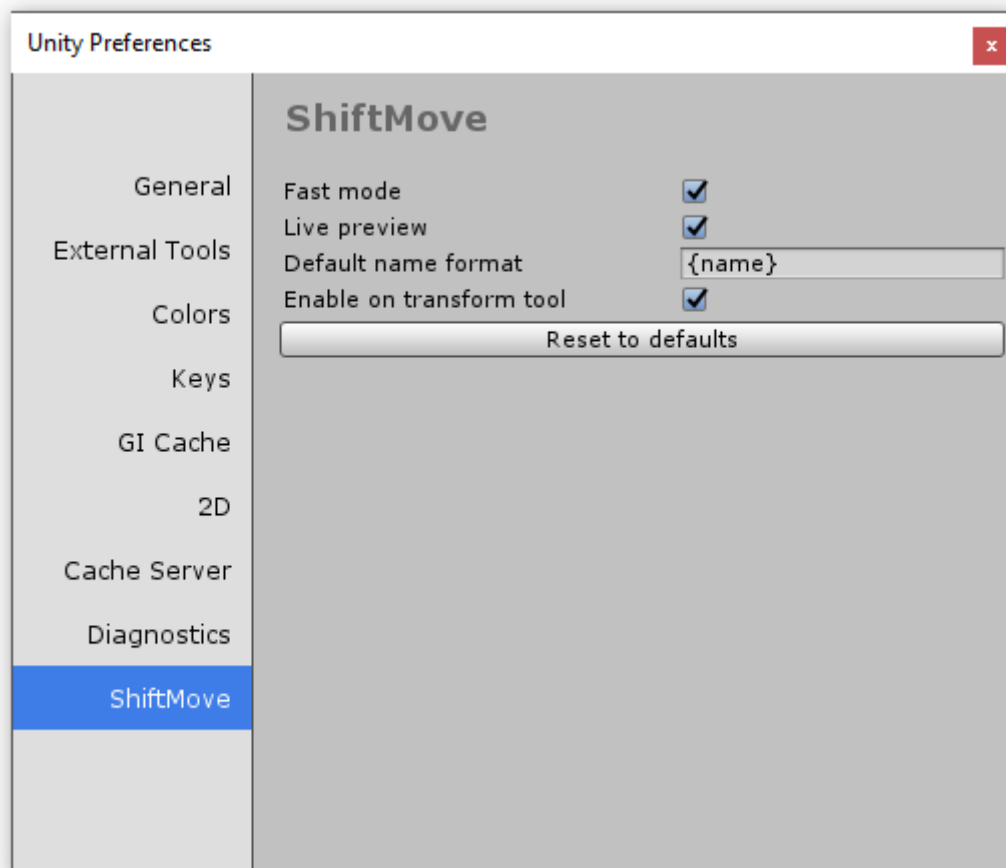 Unity Preferences
x
General
External Tools
Colors
Keys
GI Cache
2D
Cache Server
Diagnostics
ShiftMove
ShiftMove
Fast mode
Live preview
Default name format {name}
Enable on transform tool
Reset to defaults